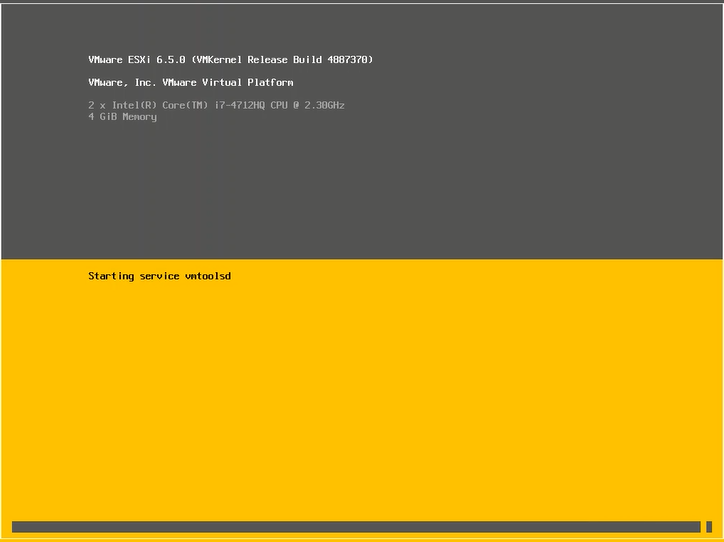 VMware ESXi 6.5.0 (VMKernel Release Build 4887370)
VMware, Inc. VMware Virtual Platform
2 x Intel(R) Core(TM) i7-4712HQ CPU @ 2.30GHz
4 GiB Memory
Starting service vmtoolsd